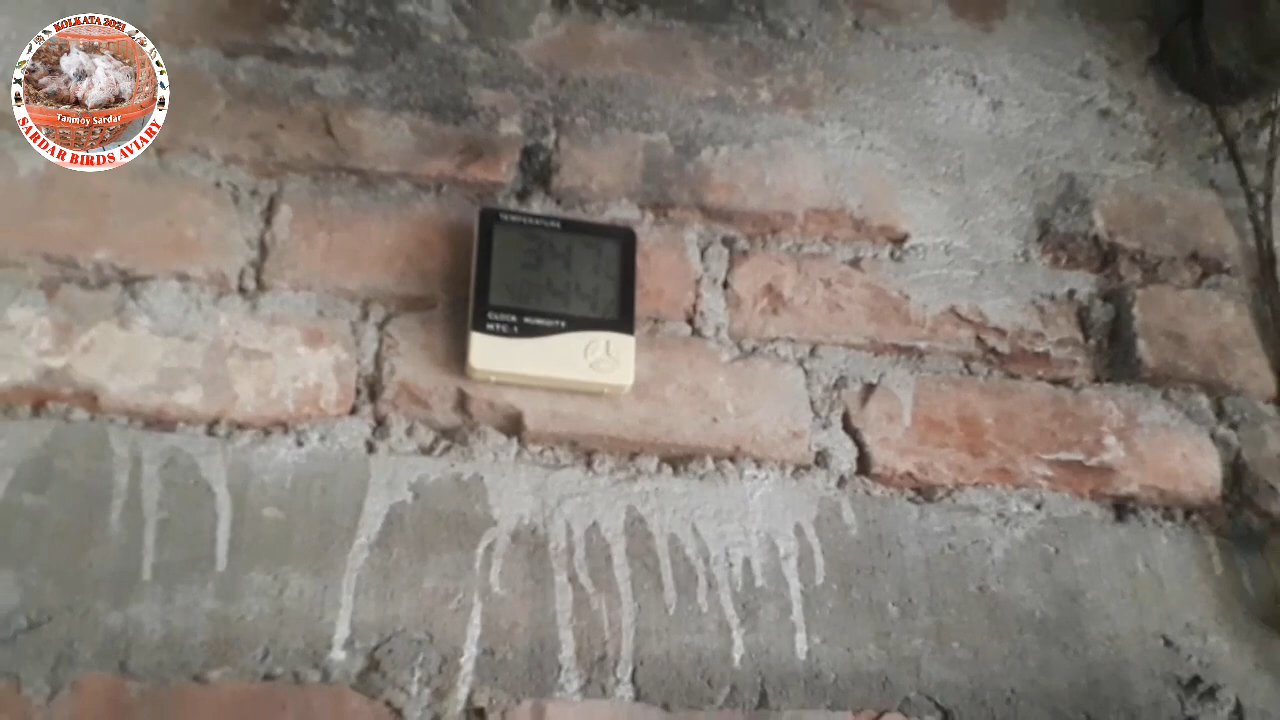 KOLKATA 2021
Tanmoy Sardar
SARDAR BIRDS AVIARY
TEMPERATURE
CLOCK HUMIDITY
HTC-1